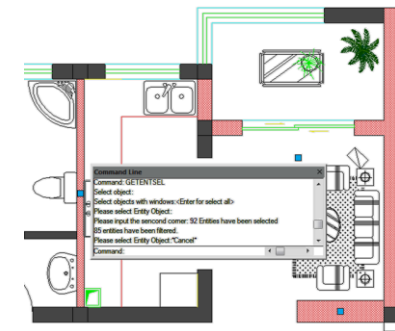 Command Line
Command: GETENTSEL
Select object:
Select objects with windows:<Enter for select all>
Please select Entity Object:
Please input the sencond corner: 92 Entities have been selected
85 entities have been filtered.
Please select Entity Object:*Cancel*
Command: